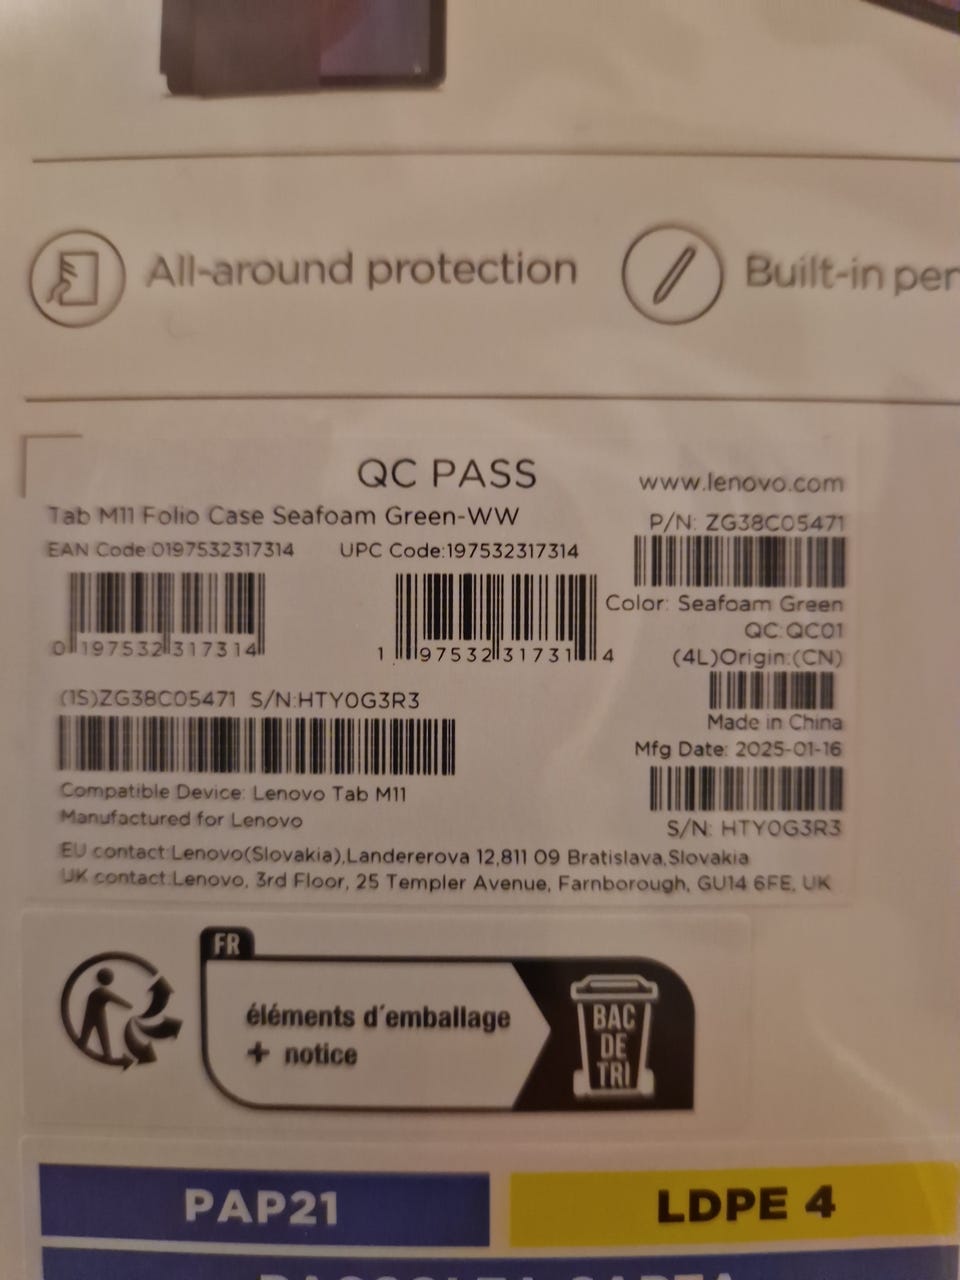 All-around protection
Built-in pen
QC PASS
www.lenovo.com
Tab M11 Folio Case Seafoam Green-WW
P/N: ZG38C05471
EAN Code:0197532317314
UPC Code:197532317314
0 197532 317314
1 97532 31731 4
Color: Seafoam Green
QC:QC01
(4L)Origin:(CN)
(1S)ZG38C05471 S/N:HTY0G3R3
Made in China
Mfg Date: 2025-01-16
Compatible Device: Lenovo Tab M11
Manufactured for Lenovo
S/N: HTY0G3R3
EU contact:Lenovo(Slovakia),Landererova 12,811 09 Bratislava,Slovakia
UK contact:Lenovo, 3rd Floor, 25 Templer Avenue, Farnborough, GU14 6FE, UK
FR
éléments d'emballage
+ notice
BAC
DE
TRI
PAP21
LDPE 4
RACCOLTA CARTA